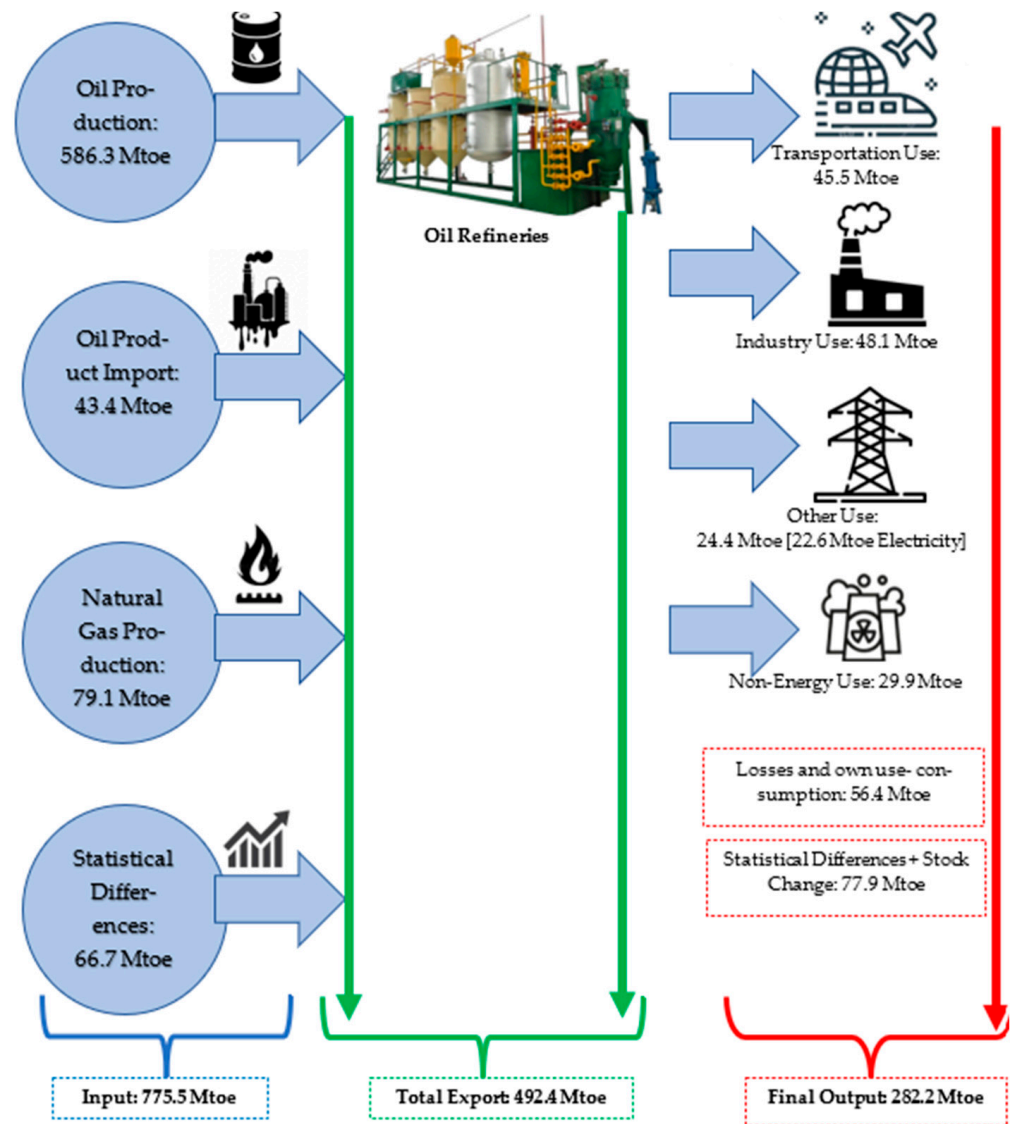 Oil Pro-
duction:
586.3 Mtoe
Oil Prod-
uct Import:
43.4 Mtoe
Natural
Gas Pro-
duction:
79.1 Mtoe
Statistical
Differ-
ences:
66.7 Mtoe
Oil Refineries
Transportation Use:
45.5 Mtoe
Industry Use: 48.1 Mtoe
Other Use:
24.4 Mtoe [22.6 Mtoe Electricity]
Non-Energy Use: 29.9 Mtoe
Losses and own use- con-
sumption: 56.4 Mtoe
Statistical Differences + Stock
Change: 77.9 Mtoe
Input: 775.5 Mtoe
Total Export: 492.4 Mtoe
Final Output: 282.2 Mtoe